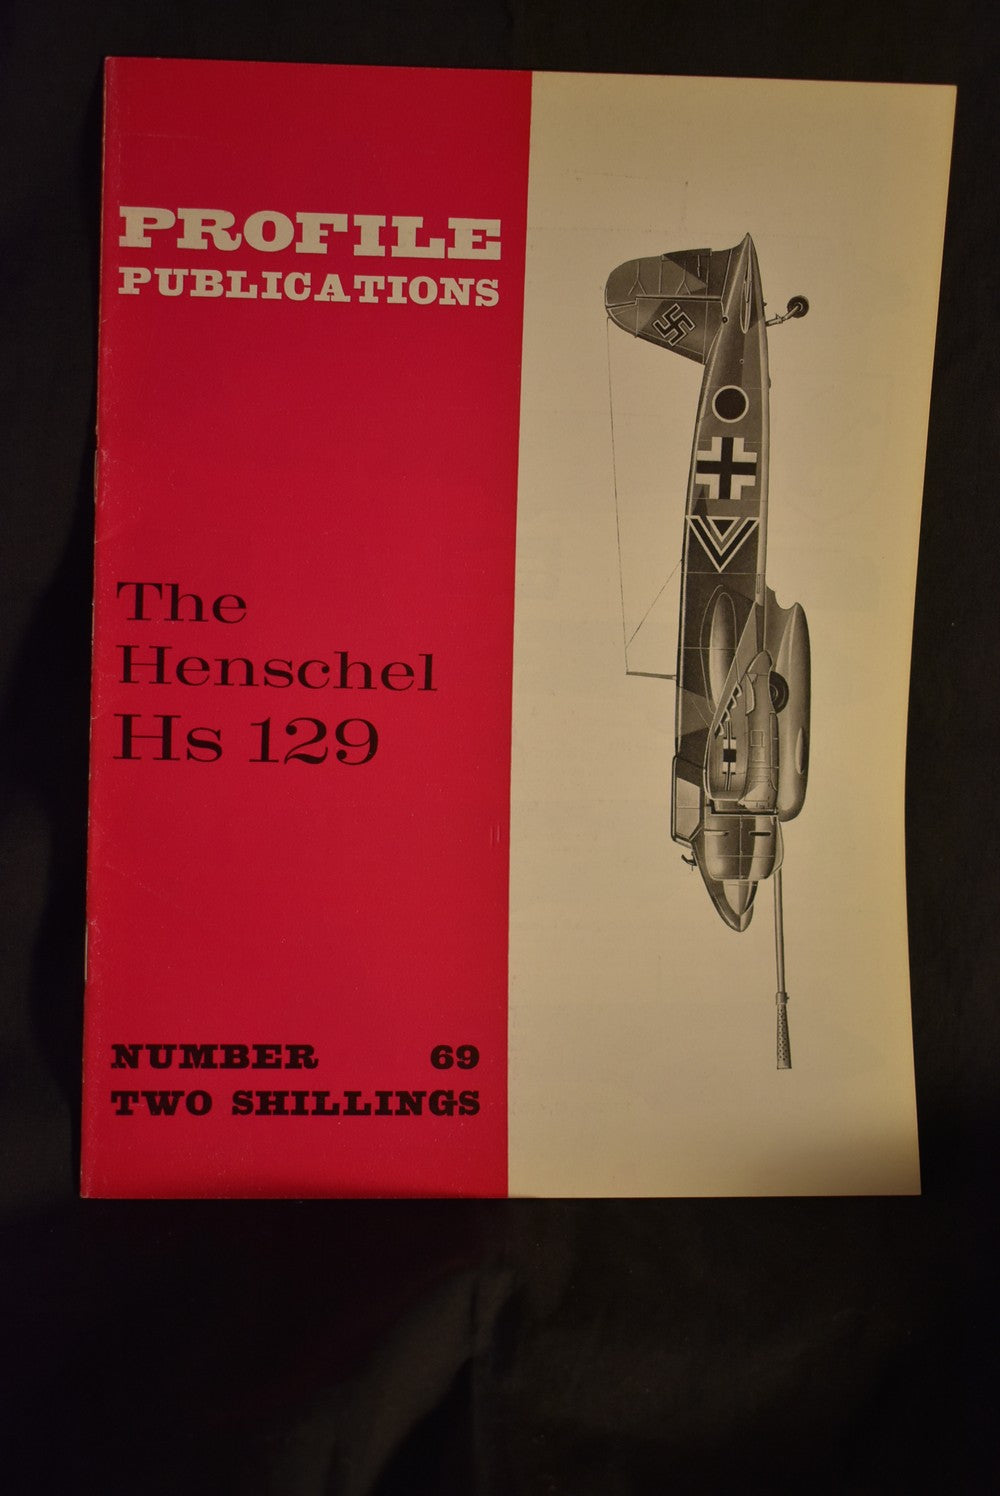 PROFILE
PUBLICATIONS
The
Henschel
Hs 129
NUMBER 69
TWO SHILLINGS